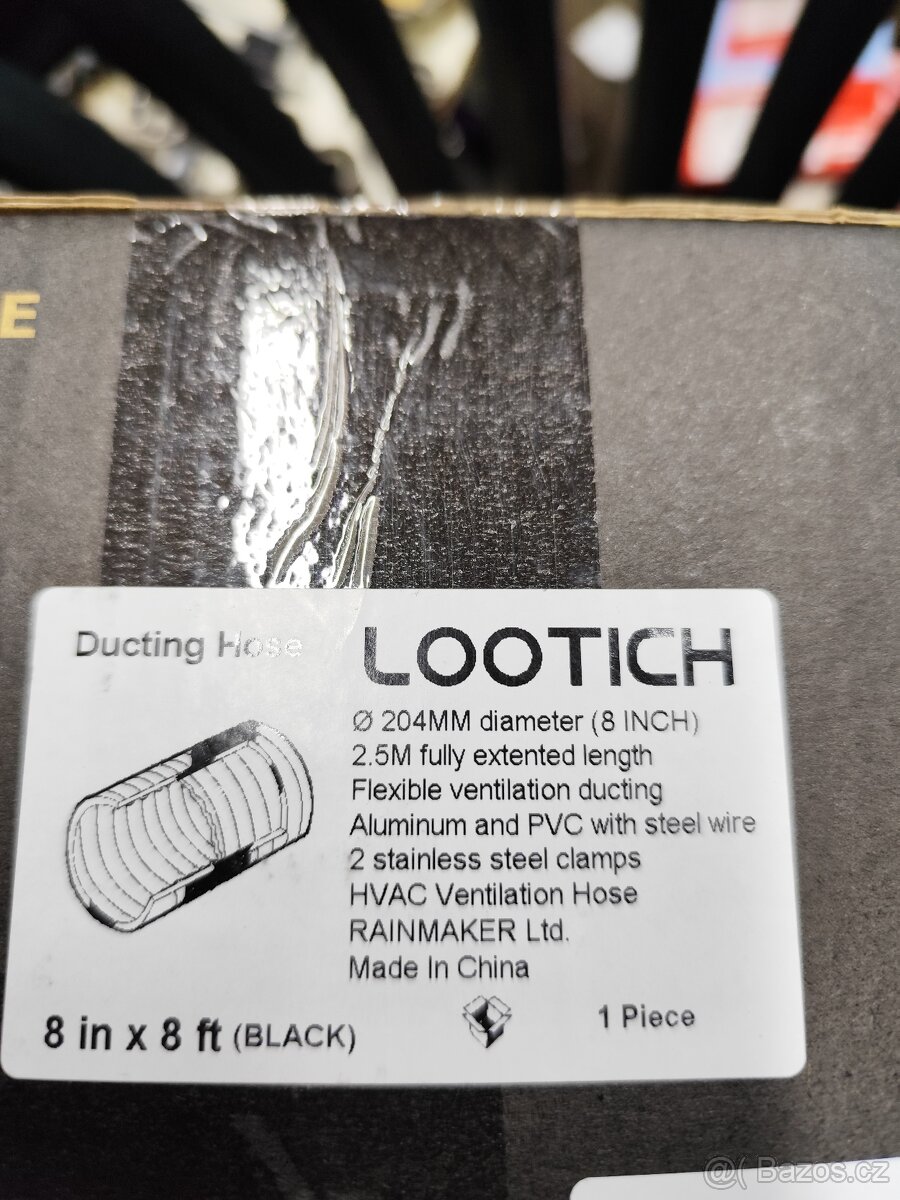 E
Ducting Hose
LOOTICH
Ø 204MM diameter (8 INCH)
2.5M fully extented length
Flexible ventilation ducting
Aluminum and PVC with steel wire
2 stainless steel clamps
HVAC Ventilation Hose
RAINMAKER Ltd.
Made In China
8 in x 8 ft (BLACK)
1 Piece
@( Bazos.cz